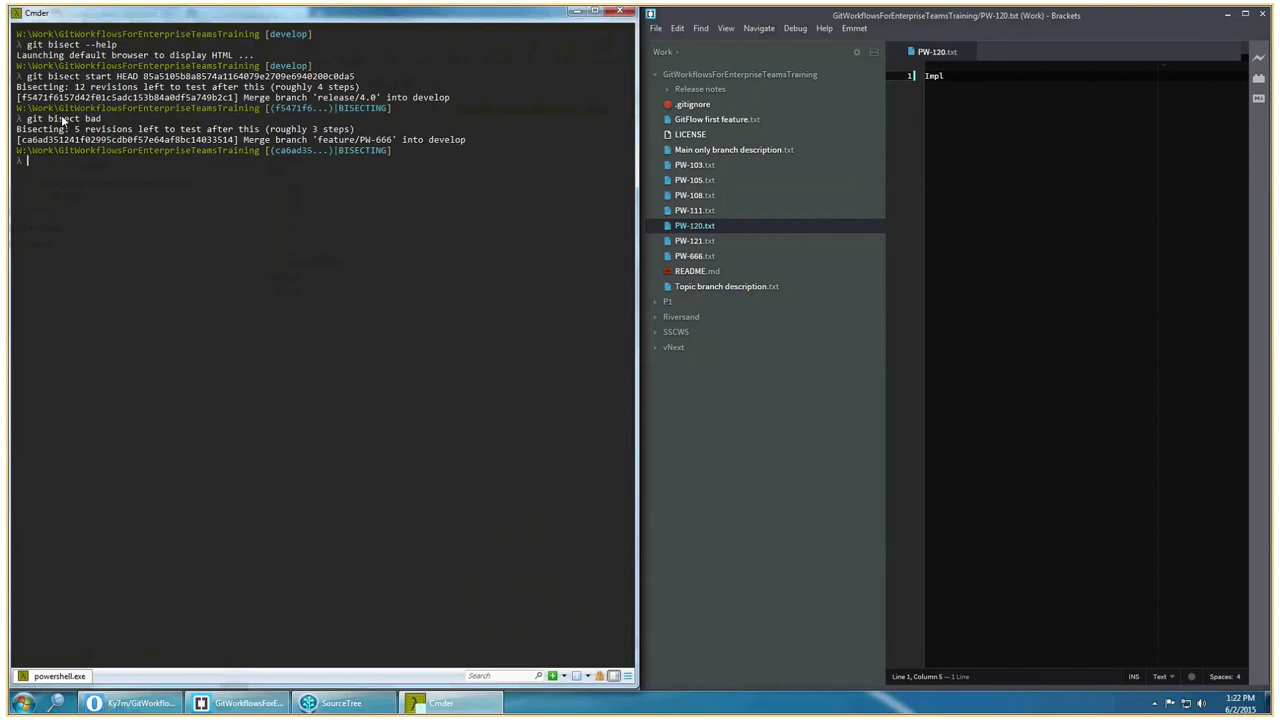 Cmder
W:\Work\GitWorkflowsForEnterpriseTeamsTraining [develop]
λ git bisect --help
Launching default browser to display HTML ...
W:\Work\GitWorkflowsForEnterpriseTeamsTraining [develop]
λ git bisect start HEAD 85a5105b8a8574a1164079e2709e6940200c0da5
Bisecting: 12 revisions left to test after this (roughly 4 steps)
[f5471f6157d42f01c5adc153b84a0df5a749b2c1] Merge branch 'release/4.0' into develop
W:\Work\GitWorkflowsForEnterpriseTeamsTraining [(f5471f6...)|BISECTING]
λ git bisect bad
Bisecting: 5 revisions left to test after this (roughly 3 steps)
[ca6ad351241f02995cdb0f57e64af8bc14033514] Merge branch 'feature/PW-666' into develop
W:\Work\GitWorkflowsForEnterpriseTeamsTraining [(ca6ad35...)|BISECTING]
λ
powershell.exe
Search
GitWorkflowsForEnterpriseTeamsTraining/PW-120.txt (Work) - Brackets
File Edit Find View Navigate Debug Help Emmet
Work
GitWorkflowsForEnterpriseTeamsTraining
Release notes
.gitignore
GitFlow first feature.txt
LICENSE
Main only branch description.txt
PW-103.txt
PW-105.txt
PW-108.txt
PW-111.txt
PW-120.txt
PW-121.txt
PW-666.txt
README.md
Topic branch description.txt
P1
Riversand
SSCWS
vNext
PW-120.txt
1 Impl
Line 1, Column 5 — 1 Line
INS Text Spaces: 4
Ky7m/GitWorkflo...
GitWorkflowsForE...
SourceTree
Cmder
1:22 PM
6/2/2015